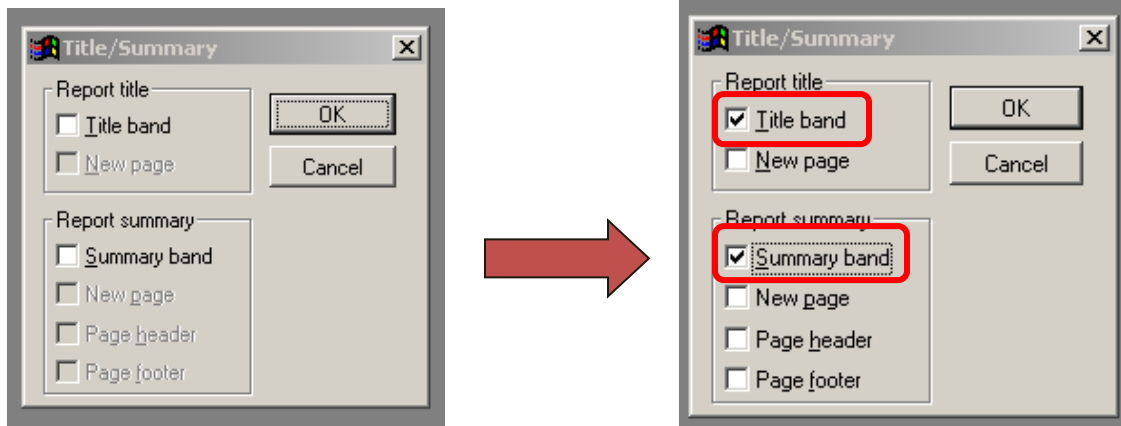 Title/Summary
Report title
Title band
New page
OK
Cancel
Report summary
Summary band
New page
Page header
Page footer
Title/Summary
Report title
Title band
New page
OK
Cancel
Report summary
Summary band
New page
Page header
Page footer